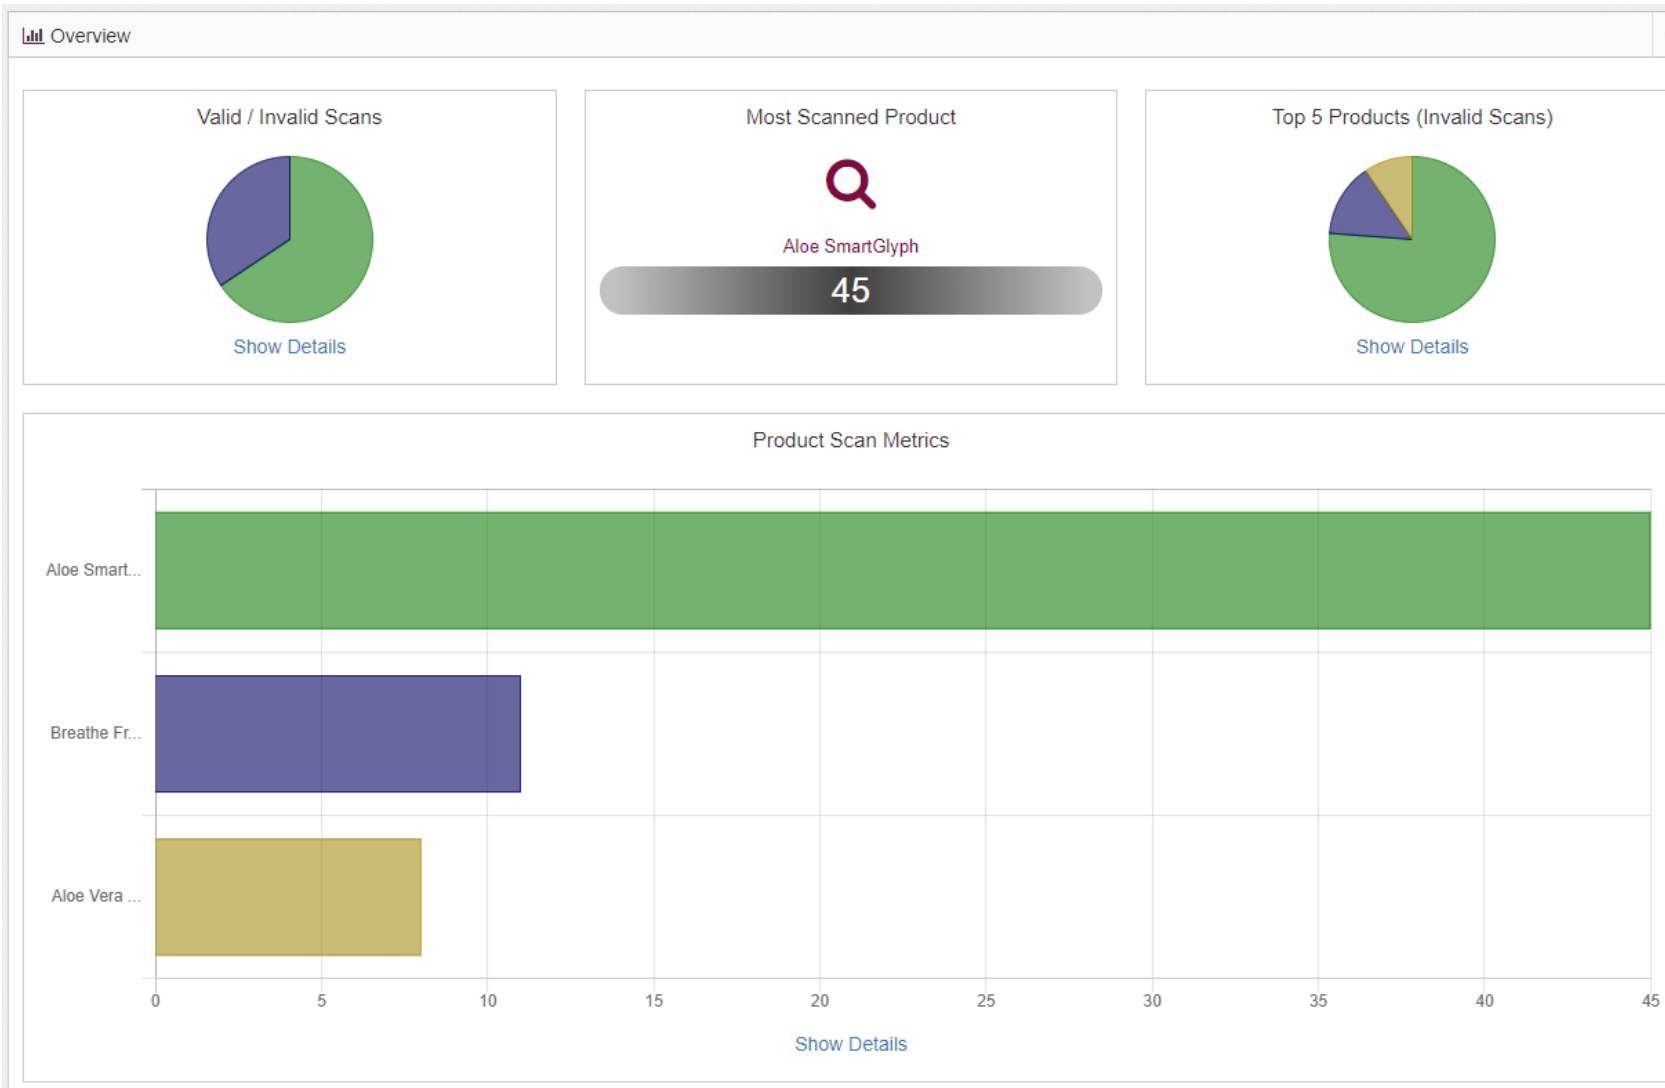 Overview
Valid / Invalid Scans
Show Details
Most Scanned Product
Aloe SmartGlyph
45
Top 5 Products (Invalid Scans)
Show Details
Product Scan Metrics
Aloe Smart...
Breathe Fr...
Aloe Vera ...
0 5 10 15 20 25 30 35 40 45
Show Details